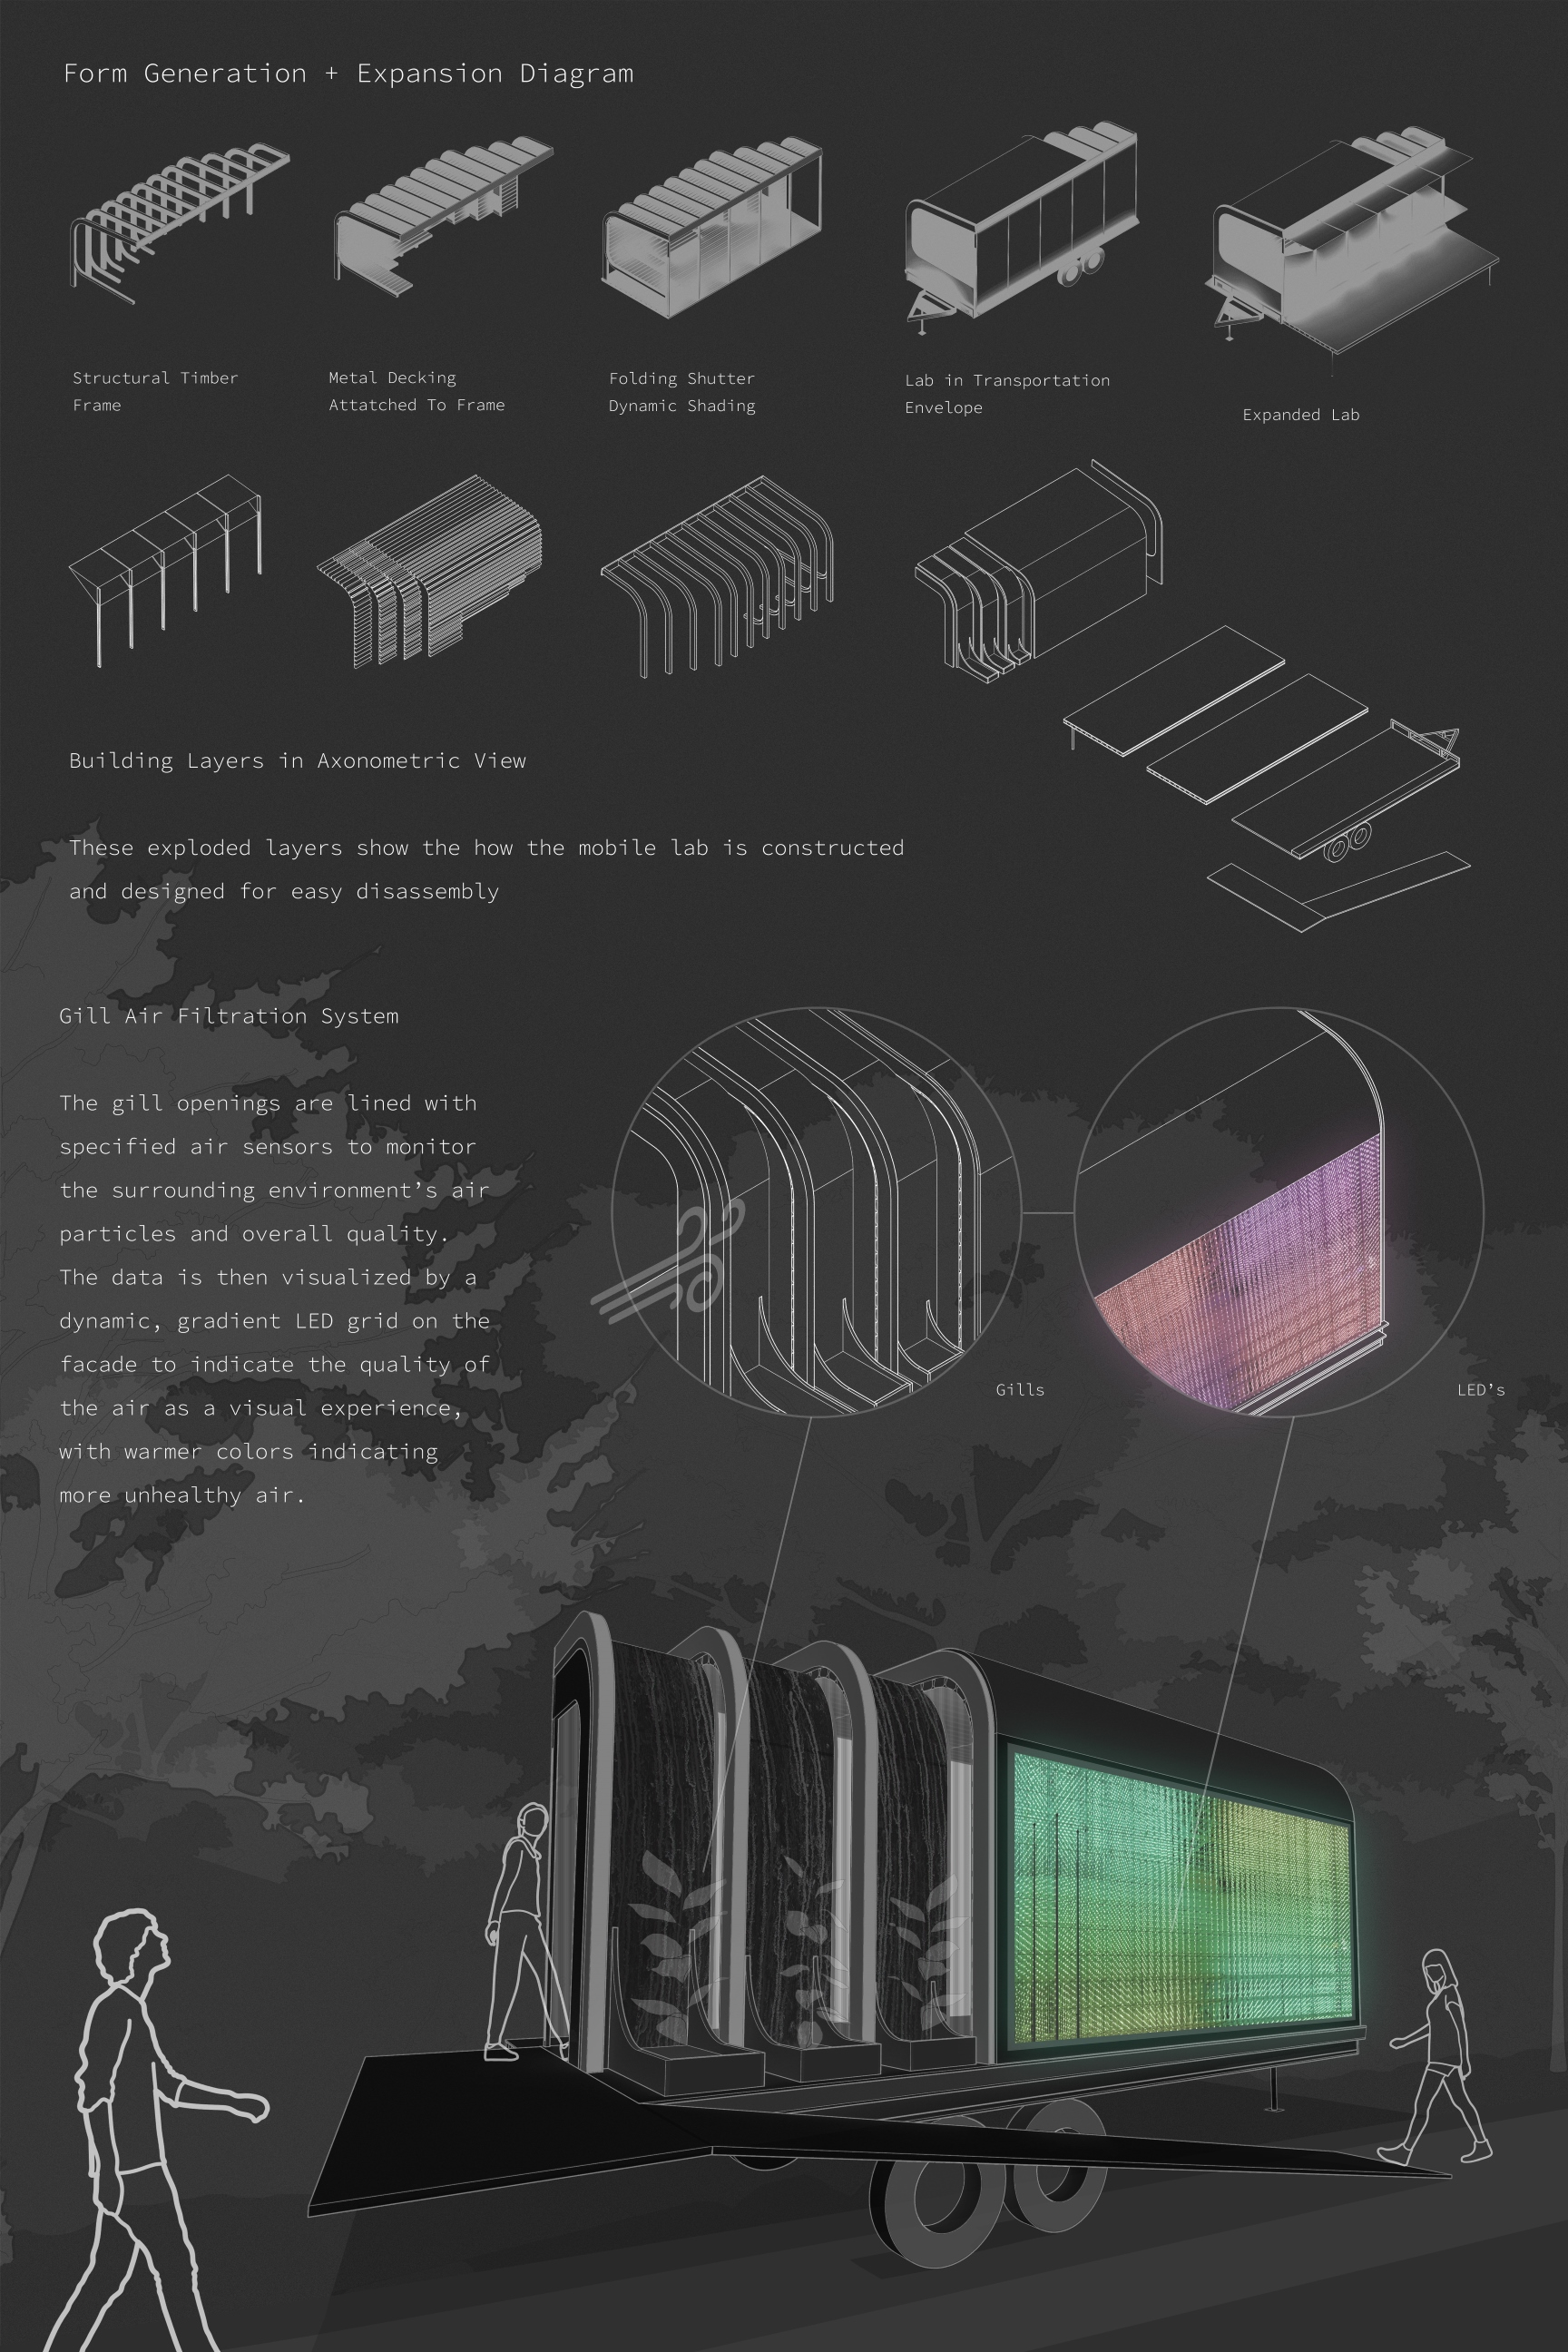 Form Generation + Expansion Diagram
Structural Timber
Frame
Metal Decking
Attatched To Frame
Folding Shutter
Dynamic Shading
Lab in Transportation
Envelope
Expanded Lab
Building Layers in Axonometric View
These exploded layers show the how the mobile lab is constructed
and designed for easy disassembly
Gill Air Filtration System
The gill openings are lined with
specified air sensors to monitor
the surrounding environment’s air
particles and overall quality.
The data is then visualized by a
dynamic, gradient LED grid on the
facade to indicate the quality of
the air as a visual experience,
with warmer colors indicating
more unhealthy air.
Gills
LED’s